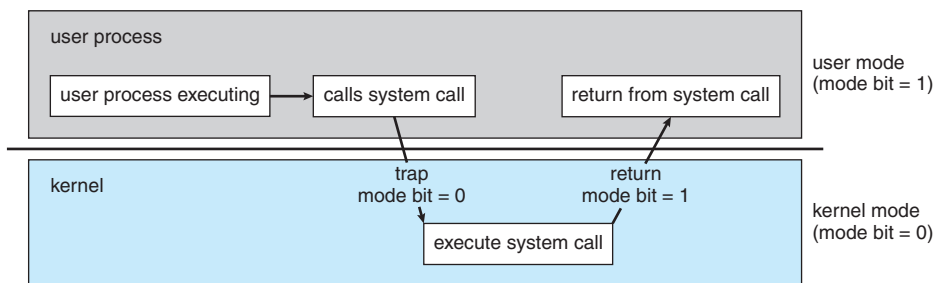 user process
user process executing
calls system call
return from system call
user mode
(mode bit = 1)
kernel
trap
mode bit = 0
return
mode bit = 1
execute system call
kernel mode
(mode bit = 0)